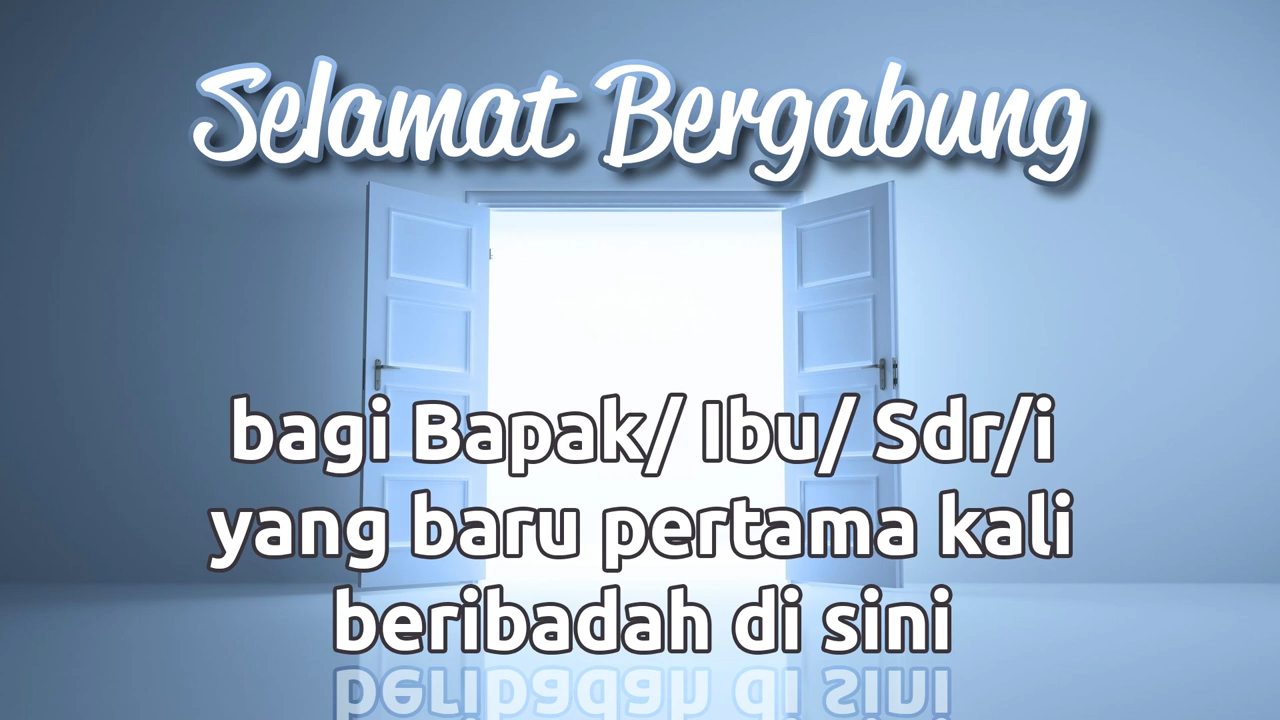 Selamat Bergabung
bagi Bapak/ Ibu/ Sdr/i
yang baru pertama kali
beribadah di sini